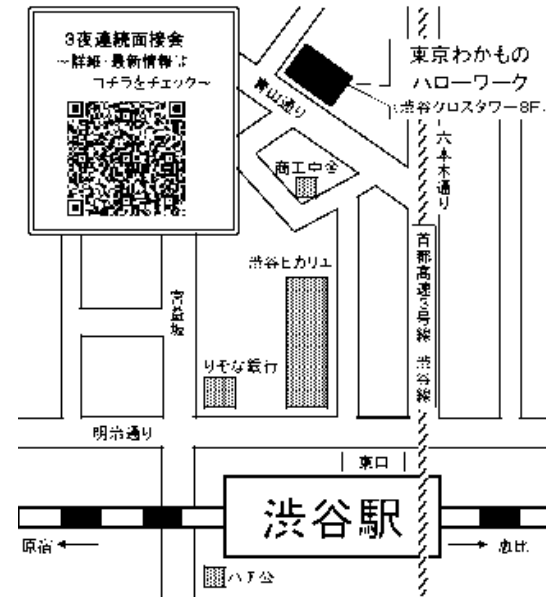 3夜連続面接会
～詳細・最新情報は
コチラをチェック～
東京わかもの
ハローワーク
(渋谷クロスタワー8F)
青山通り
六本木通り
商工中金
首都高速3号線 渋谷線
渋谷ヒカリエ
宮益坂
りそな銀行
明治通り
東口
渋谷駅
原宿
恵比
ハチ公